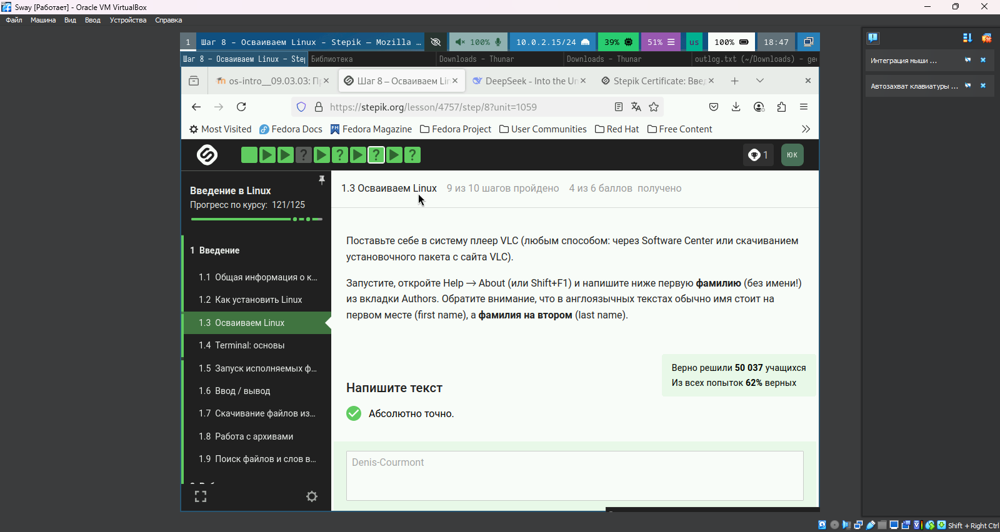 Sway [Работает] - Oracle VM VirtualBox
Файл Машина Вид Ввод Устройства Справка
1 Шаг 8 – Осваиваем Linux – Stepik — Mozilla … 100% 10.0.2.15/24 39% 51% us 100% 18:47
Шаг 8 – Осваиваем Linux – Step Библиотека Downloads – Thunar Downloads – Thunar outlog.txt (~/Downloads) – ge
os-intro__09.03.03: П Шаг 8 – Осваиваем Lin DeepSeek - Into the Un Stepik Certificate: Вве
https://stepik.org/lesson/4757/step/8?unit=1059
Most Visited Fedora Docs Fedora Magazine Fedora Project User Communities Red Hat Free Content
1 ЮК
Введение в Linux
Прогресс по курсу: 121/125
1 Введение
1.1 Общая информация о к...
1.2 Как установить Linux
1.3 Осваиваем Linux
1.4 Terminal: основы
1.5 Запуск исполняемых ф...
1.6 Ввод / вывод
1.7 Скачивание файлов из...
1.8 Работа с архивами
1.9 Поиск файлов и слов в...
1.3 Осваиваем Linux 9 из 10 шагов пройдено 4 из 6 баллов получено
Поставьте себе в систему плеер VLC (любым способом: через Software Center или скачиванием
установочного пакета с сайта VLC).
Запустите, откройте Help → About (или Shift+F1) и напишите ниже первую фамилию (без имени!)
из вкладки Authors. Обратите внимание, что в англоязычных текстах обычно имя стоит на
первом месте (first name), а фамилия на втором (last name).
Верно решили 50 037 учащихся
Из всех попыток 62% верных
Напишите текст
Абсолютно точно.
Denis-Courmont
Интеграция мыши ...
Автозахват клавиатуры ...
Shift + Right Ctrl